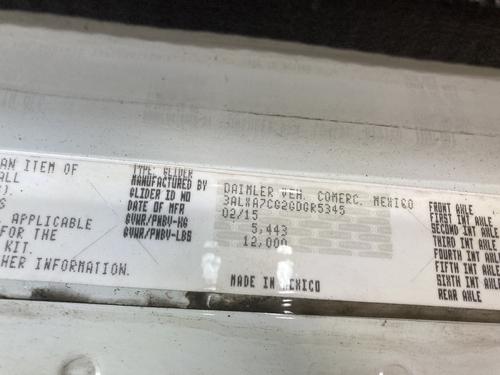 AN ITEM OF
ALL
).
S.
APPLICABLE
FOR THE
KIT.
HER INFORMATION.
TYPE: GLIDER
MANUFACTURED BY DAIMLER VEH. COMERC. MEXICO
GLIDER ID NO 3ALXA7CG2GDGR5345
DATE OF MFR 02/15
GVWR/PNBV-KG 5,443
GVWR/PNBV-LBS 12,000
MADE IN MEXICO
FRONT AXLE
FIRST INT AXLE
SECOND INT AXLE
THIRD INT AXLE
FOURTH INT AXLE
FIFTH INT AXLE
SIXTH INT AXLE
REAR AXLE